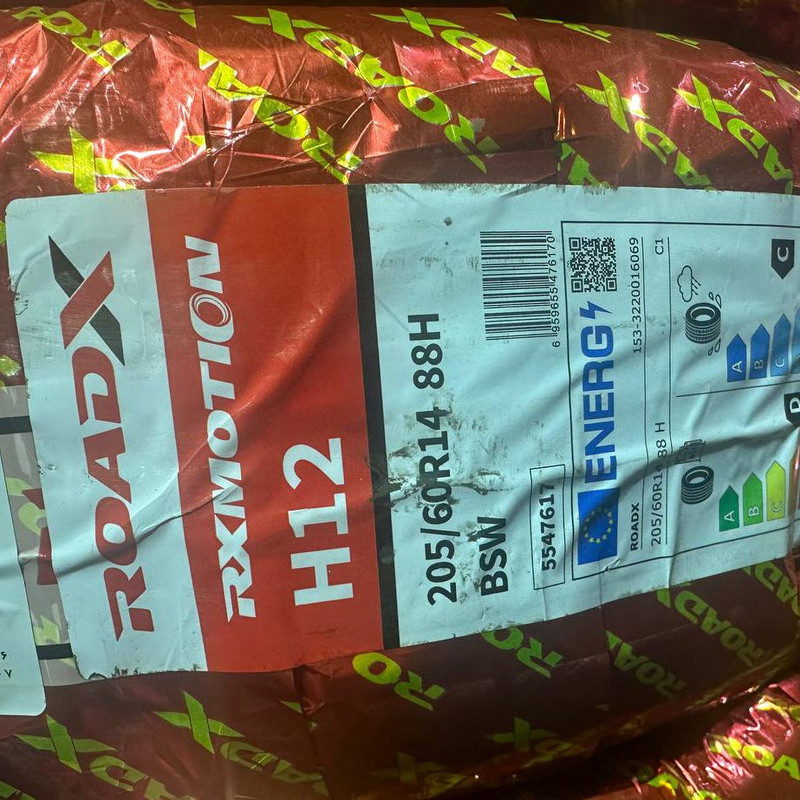 ROADX
RXMOTION
H12
205/60R14 88H
BSW
5547617
6 959655 476170
ENERG
ROADX
153-3220016069
205/60R14 88 H
C1
A
B
C
D
A
B
C
C